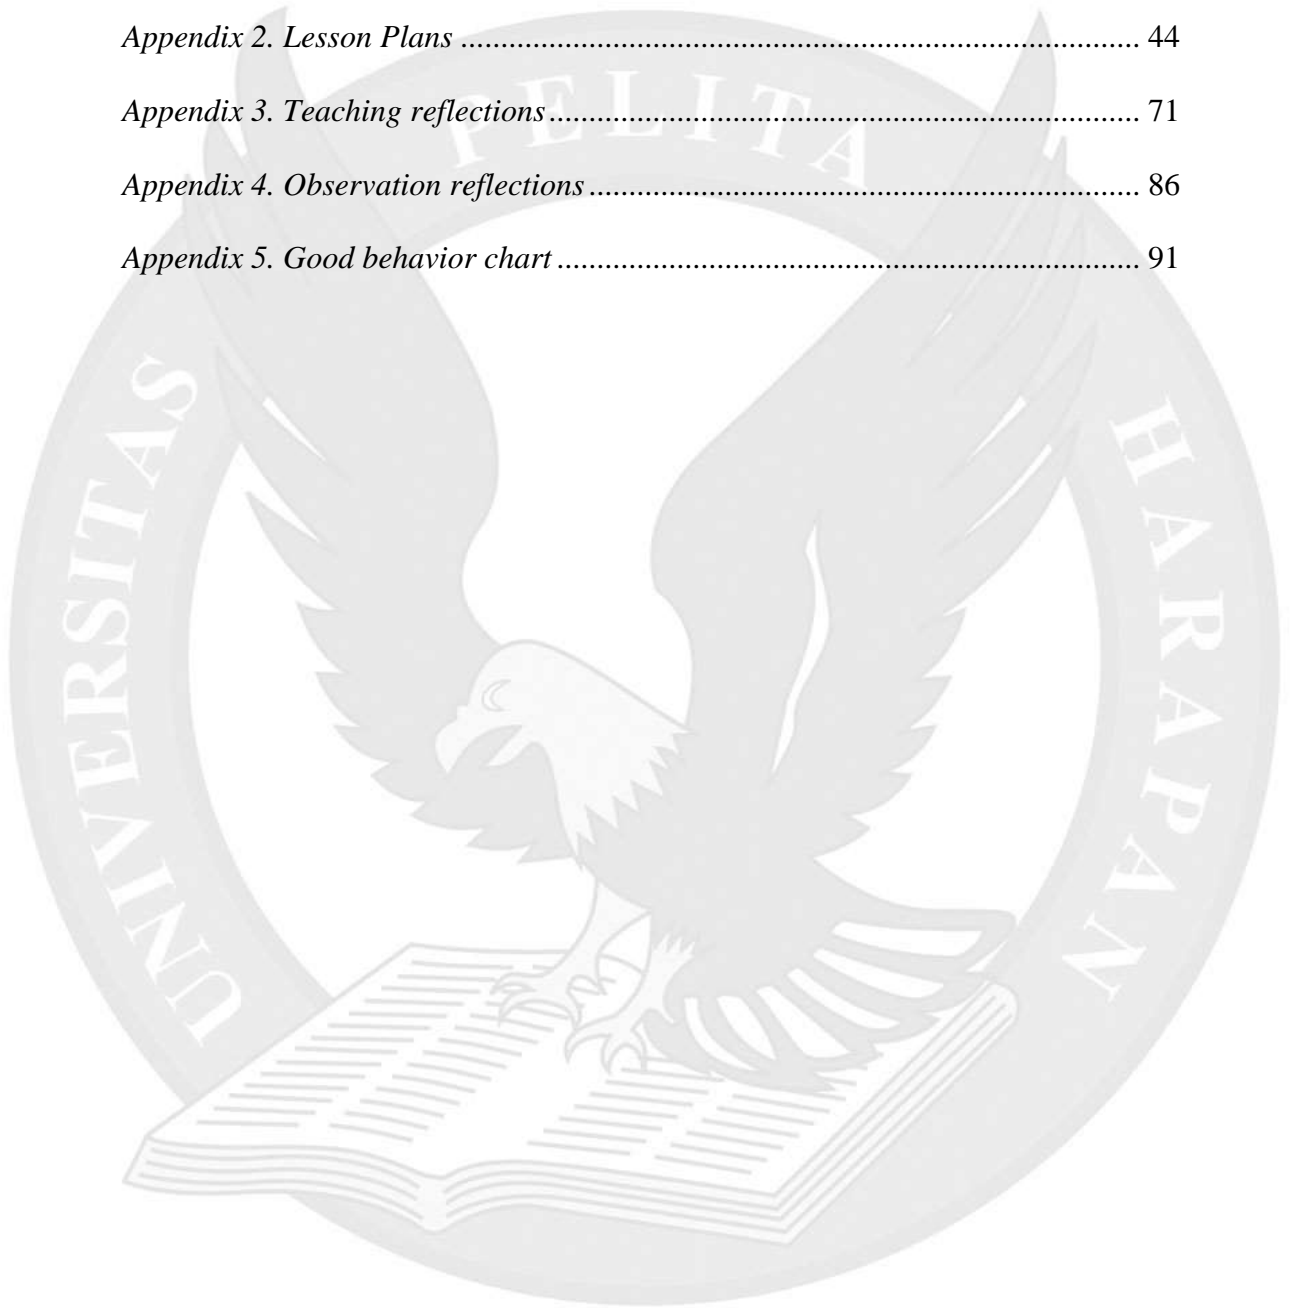 Appendix 2. Lesson Plans ........................................................................................ 44
Appendix 3. Teaching reflections ........................................................................... 71
Appendix 4. Observation reflections ...................................................................... 86
Appendix 5. Good behavior chart .......................................................................... 91
UNIVERSITAS PELITA HARAPAN